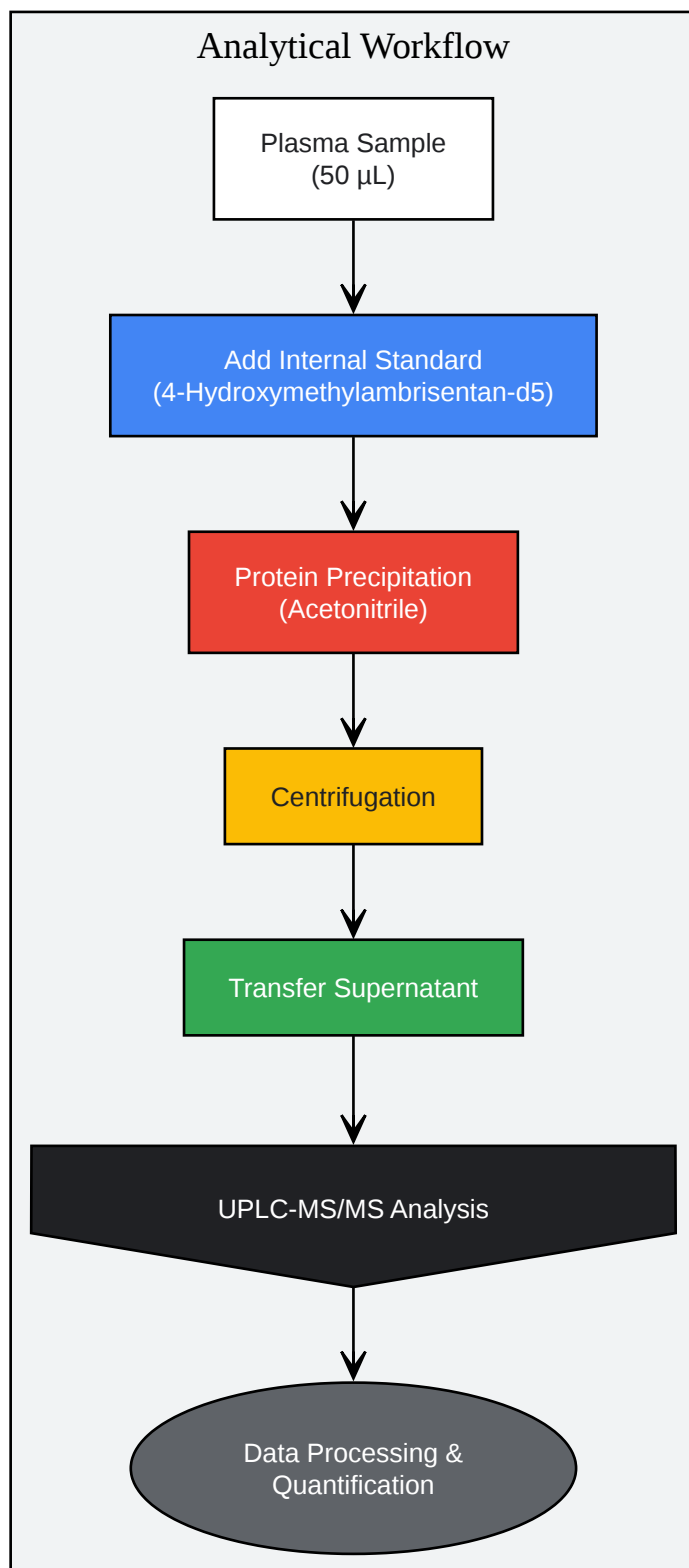 Analytical Workflow
Plasma Sample
(50 µL)
Add Internal Standard
(4-Hydroxymethylambrisentan-d5)
Protein Precipitation
(Acetonitrile)
Centrifugation
Transfer Supernatant
UPLC-MS/MS Analysis
Data Processing &
Quantification